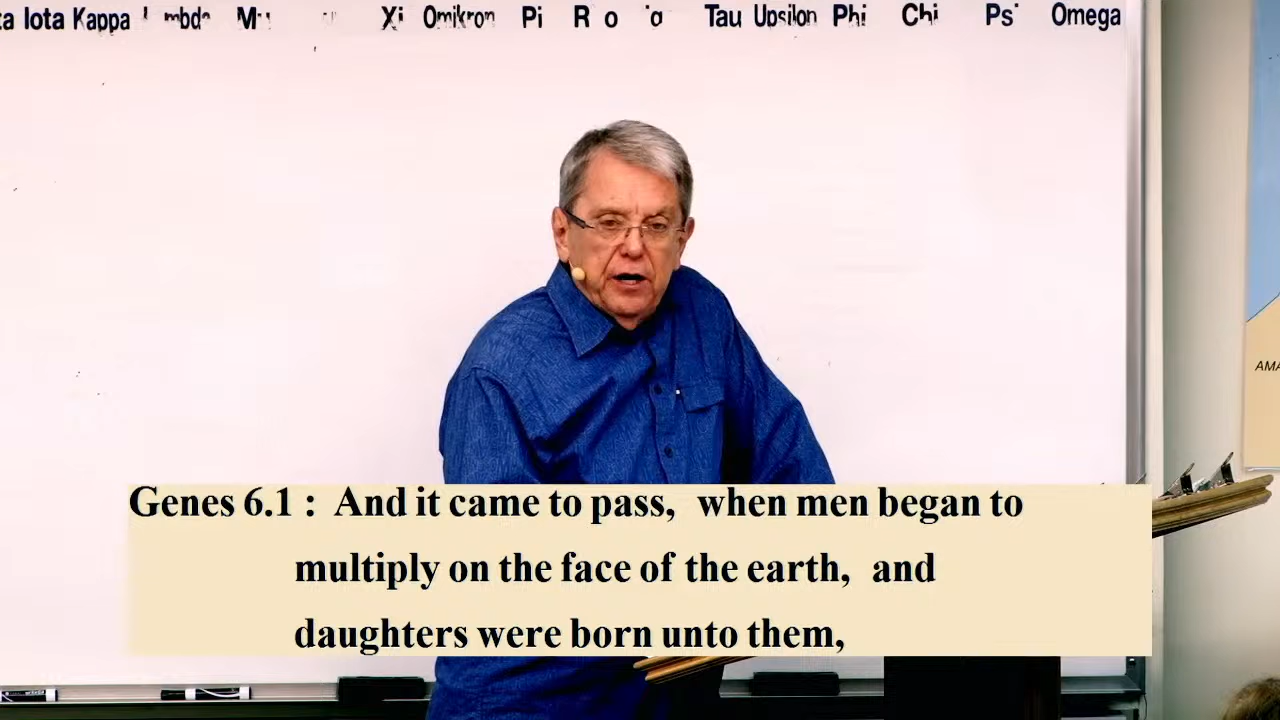 Iota Kappa Xi Omikron Pi Tau Upsilon Phi Chi Omega
Genes 6.1 : And it came to pass, when men began to
multiply on the face of the earth, and
daughters were born unto them,